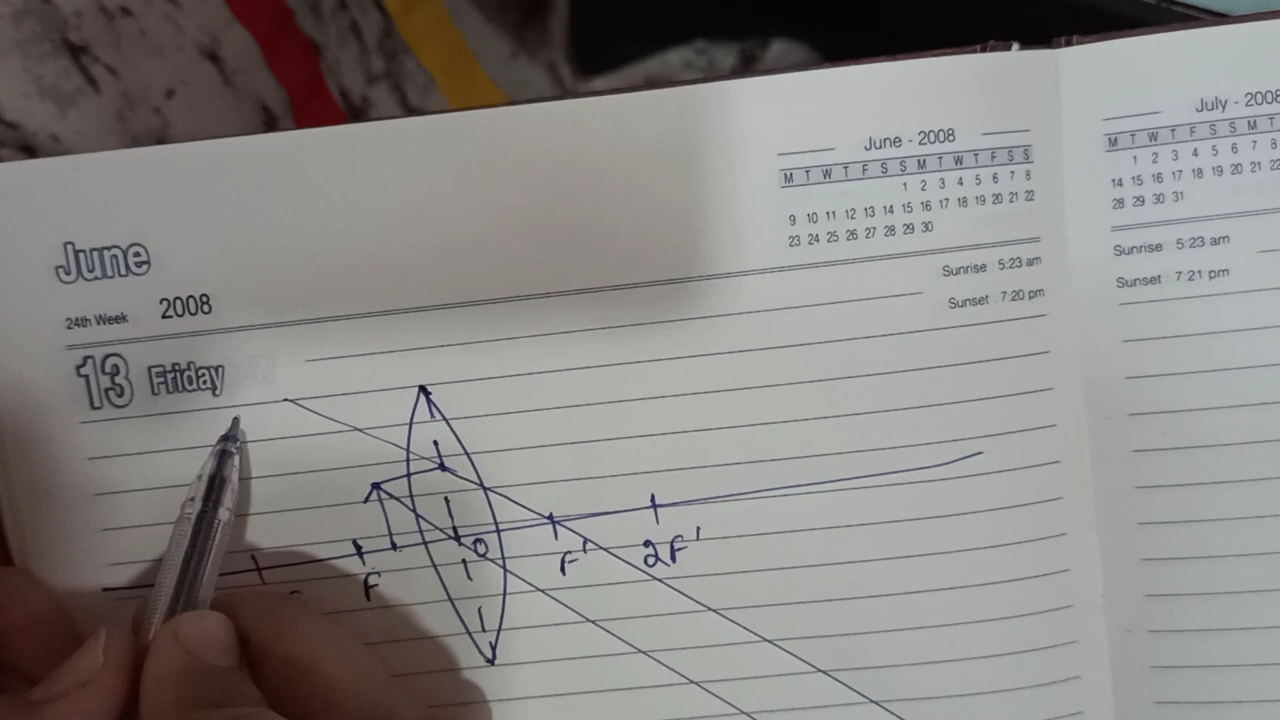 June - 2008
M T W T F S S M T W T F S S
1 2 3 4 5 6 7 8
9 10 11 12 13 14 15 16 17 18 19 20 21 22
23 24 25 26 27 28 29 30
June
24th Week 2008
Sunrise : 5:23 am
Sunset : 7:20 pm
13 Friday
F O F' 2F'
July - 2008
M T W T F S S M T
1 2 3 4 5 6 7 8
14 15 16 17 18 19 20 21 22
28 29 30 31
Sunrise : 5:23 am
Sunset : 7:21 pm